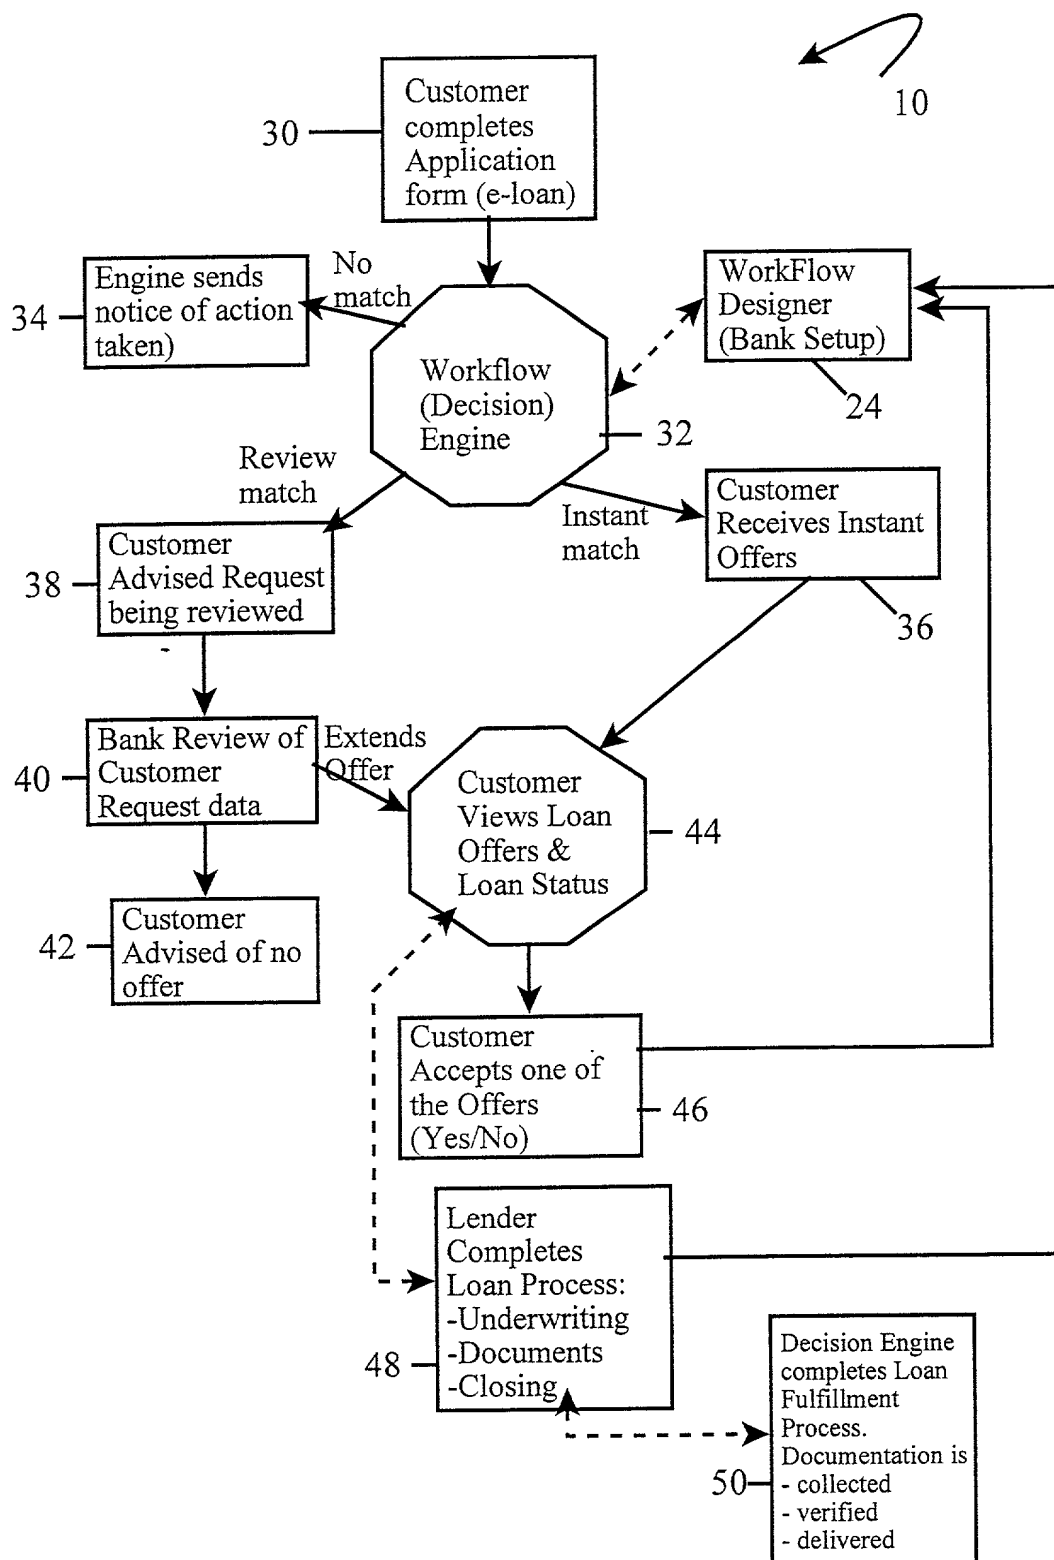 10
Customer
completes
Application
form (e-loan)
30
No
match
Engine sends
notice of action
taken)
34
WorkFlow
Designer
(Bank Setup)
24
Workflow
(Decision)
Engine
32
Review
match
Instant
match
Customer
Receives Instant
Offers
36
Customer
Advised Request
being reviewed
38
Bank Review of
Customer
Request data
40
Extends
Offer
Customer
Views Loan
Offers &
Loan Status
44
Customer
Advised of no
offer
42
Customer
Accepts one of
the Offers
(Yes/No)
46
Lender
Completes
Loan Process:
-Underwriting
-Documents
-Closing
48
Decision Engine
completes Loan
Fulfillment
Process.
Documentation is
- collected
- verified
- delivered
50